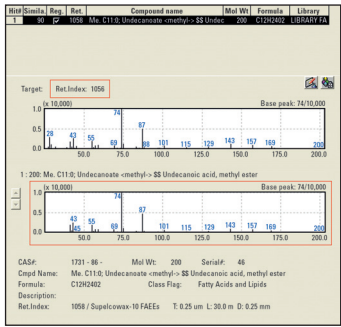 Hit# Simila. Reg. Ret. Compound name Mol Wt Formula Library
1 90 1058 Me. C11:0; Undecanoate <methyl-> $$ Undec 200 C12H24O2 LIBRARY FA
Target: Ret.Index: 1056
(x 10,000) Base peak: 74/10,000
1.0
0.5
0.0
28 43 55 69 74 87 88 101 115 129 143 157 169 200
50.0 75.0 100.0 125.0 150.0 175.0 200.0
1 : 200: Me. C11:0; Undecanoate <methyl-> $$ Undecanoic acid, methyl ester
(x 10,000) Base peak: 74/10,000
1.0
0.5
0.0
43 45 55 69 74 87 101 115 129 143 157 169 200
50.0 75.0 100.0 125.0 150.0 175.0 200.0
CAS#: 1731 - 86 - Mol Wt: 200 Serial#: 46
Cmpd Name: Me. C11:0; Undecanoate <methyl-> $$ Undecanoic acid, methyl ester
Formula: C12H24O2 Class Flag: Fatty Acids and Lipids
Description:
Ret.Index: 1058 / Supelcowax-10 FAEEs T: 0.25 um L: 30.0 m D: 0.25 mm